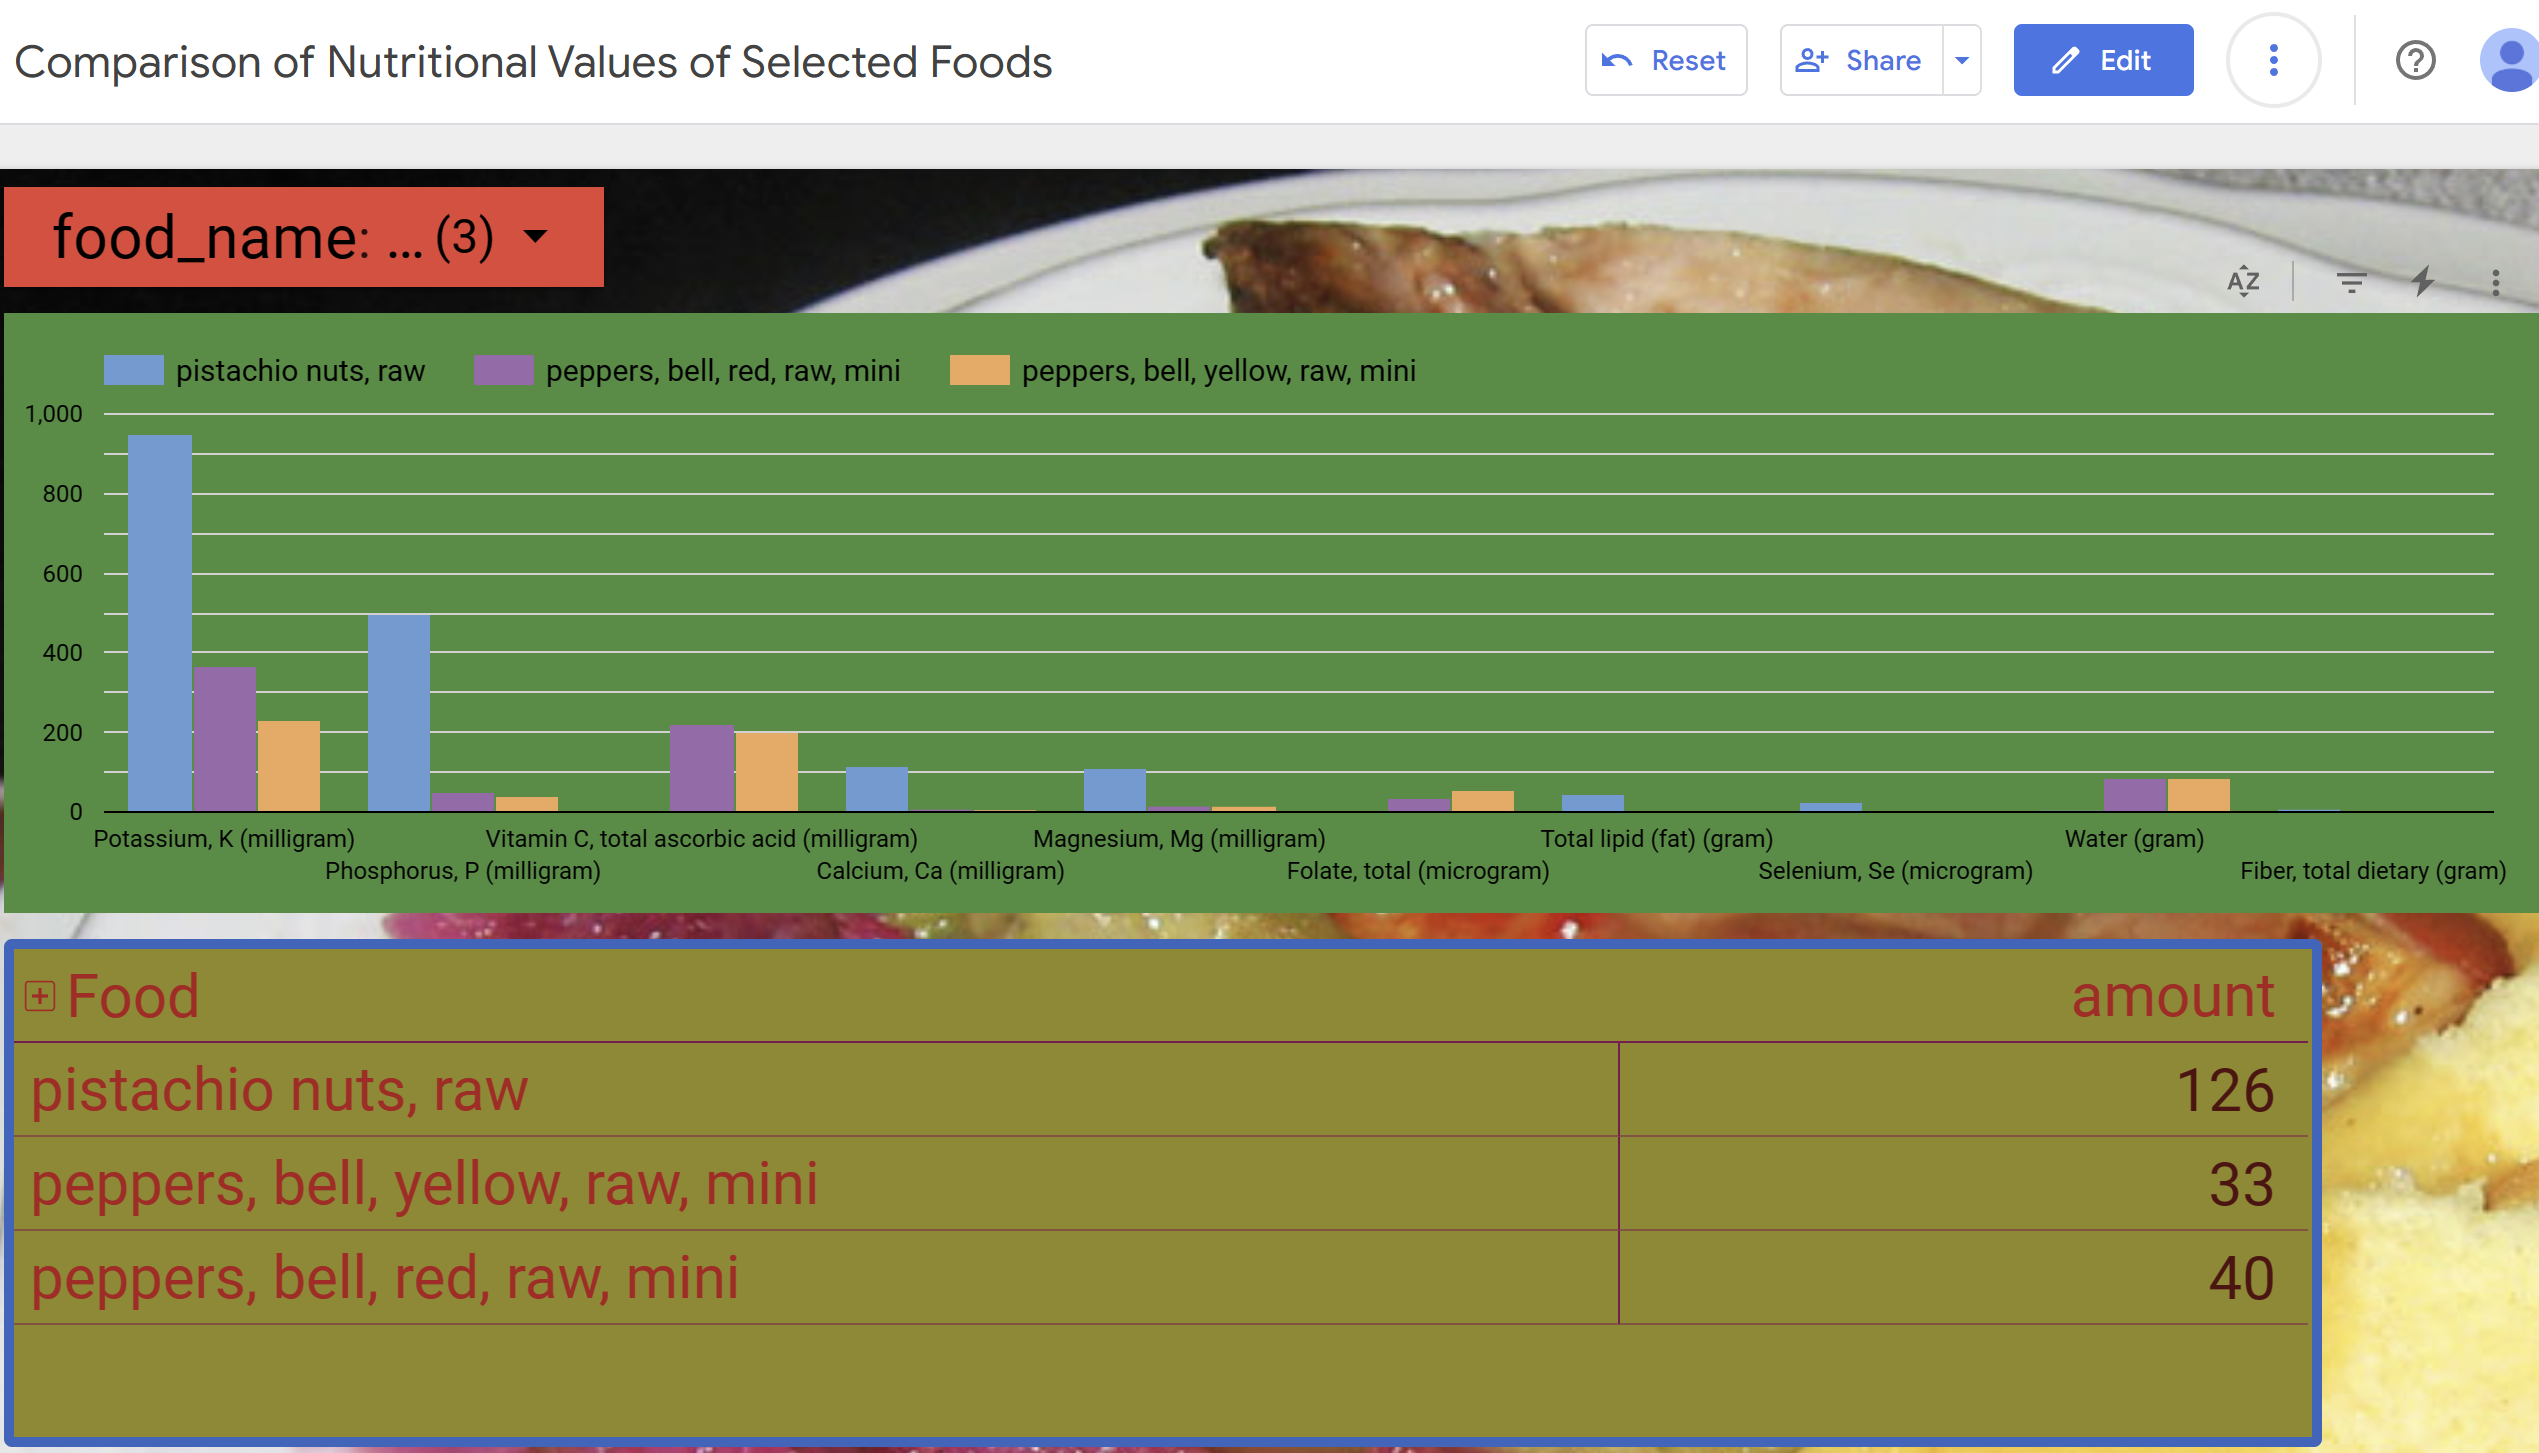 Comparison of Nutritional Values of Selected Foods
Reset
Share
Edit
food_name: ... (3)
AZ
pistachio nuts, raw
peppers, bell, red, raw, mini
peppers, bell, yellow, raw, mini
1,000
800
600
400
200
0
Potassium, K (milligram)
Phosphorus, P (milligram)
Vitamin C, total ascorbic acid (milligram)
Calcium, Ca (milligram)
Magnesium, Mg (milligram)
Folate, total (microgram)
Total lipid (fat) (gram)
Selenium, Se (microgram)
Water (gram)
Fiber, total dietary (gram)
Food amount
pistachio nuts, raw 126
peppers, bell, yellow, raw, mini 33
peppers, bell, red, raw, mini 40